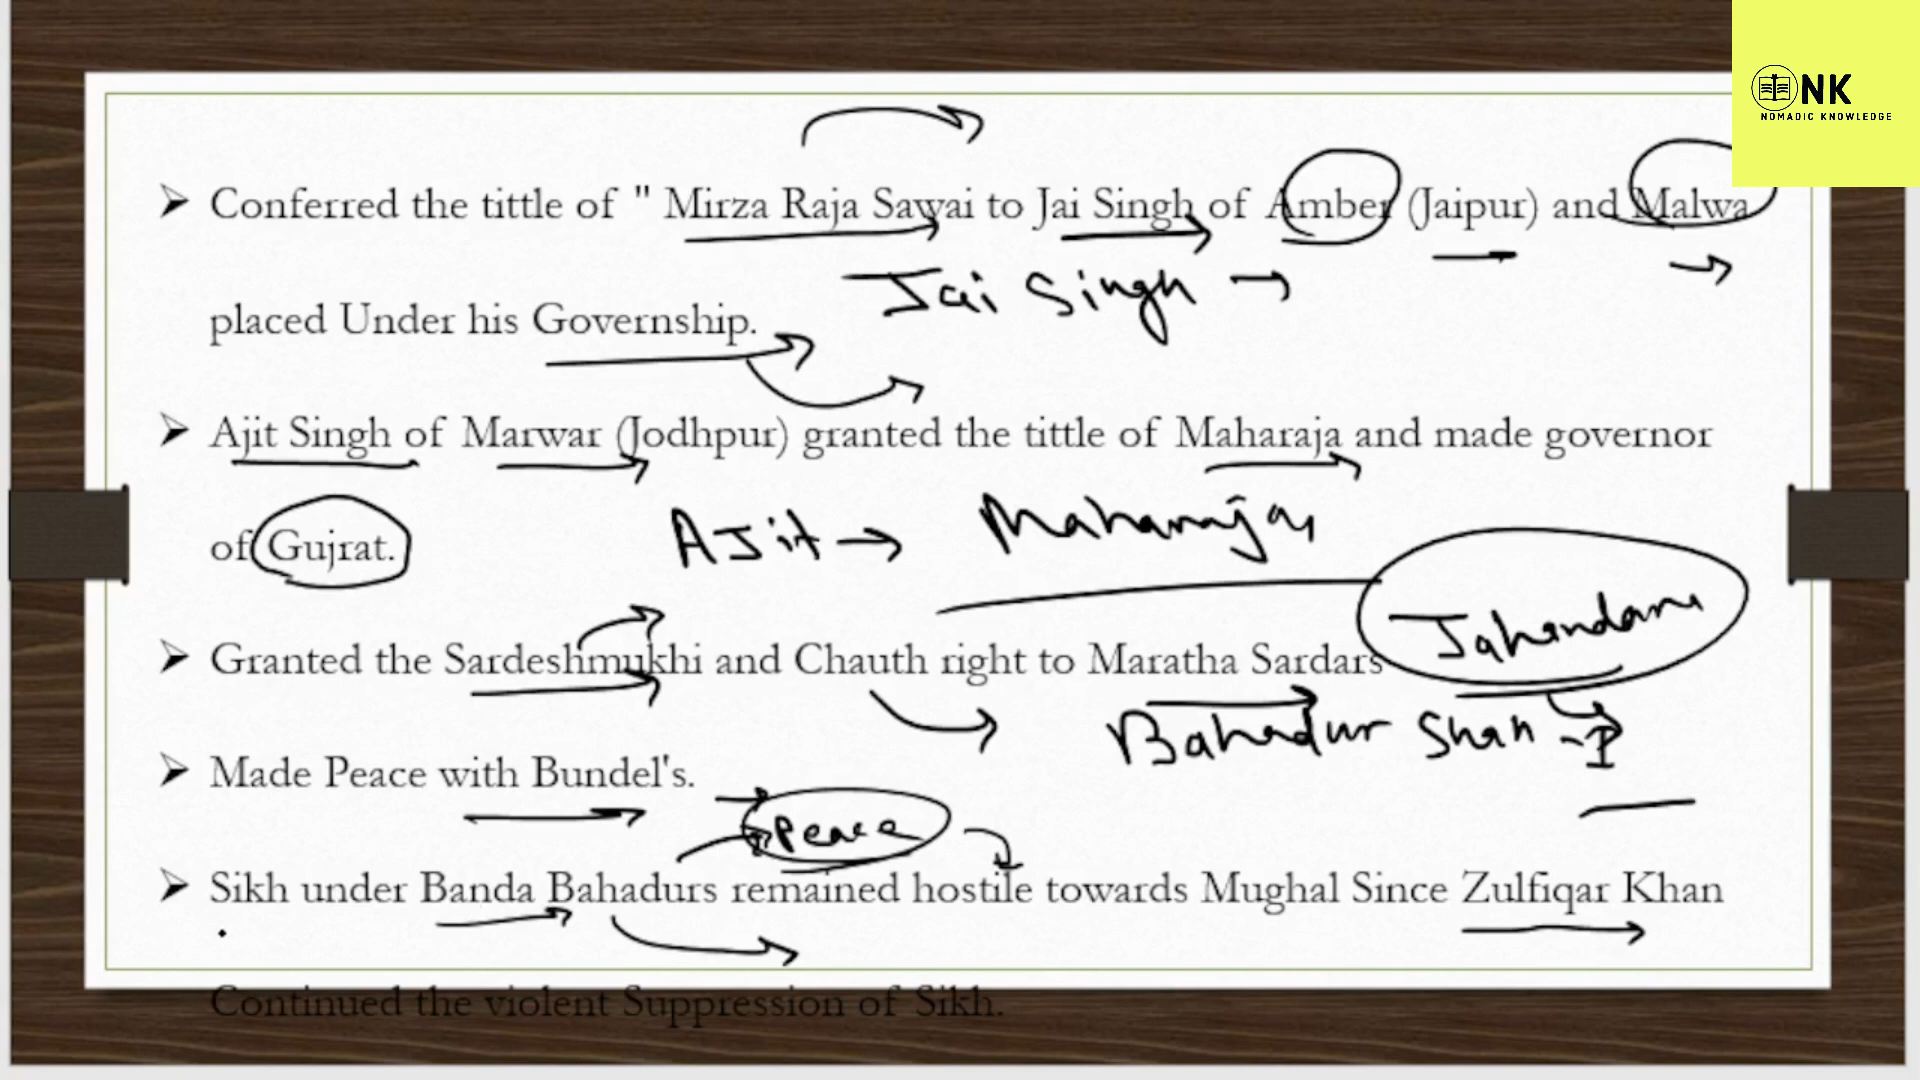 NK
NOMADIC KNOWLEDGE
Conferred the tittle of " Mirza Raja Sawai to Jai Singh of Amber (Jaipur) and Malwa
Jai Singh
placed Under his Governship.
Ajit Singh of Marwar (Jodhpur) granted the tittle of Maharaja and made governor
of Gujrat.
AJit → Maharaja
Granted the Sardeshmukhi and Chauth right to Maratha Sardars
Bahadur Shah -I
Made Peace with Bundel's.
Peace
Sikh under Banda Bahadurs remained hostile towards Mughal Since Zulfiqar Khan
Continued the violent Suppression of Sikh.